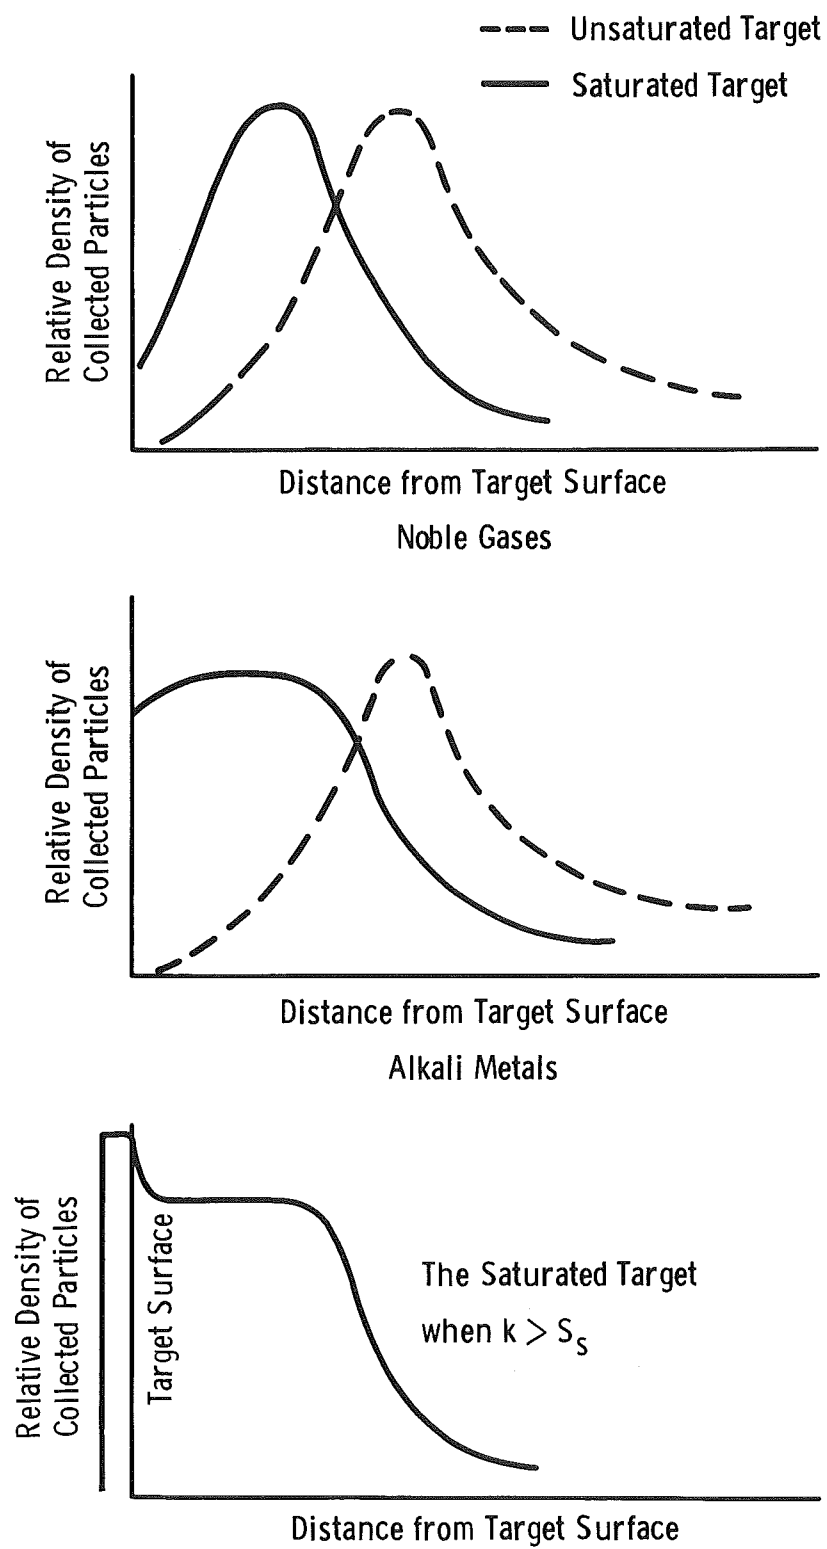 Unsaturated Target
Saturated Target
Relative Density of
Collected Particles
Distance from Target Surface
Noble Gases
Relative Density of
Collected Particles
Distance from Target Surface
Alkali Metals
Relative Density of
Collected Particles
Target Surface
The Saturated Target
when k > Sₛ
Distance from Target Surface